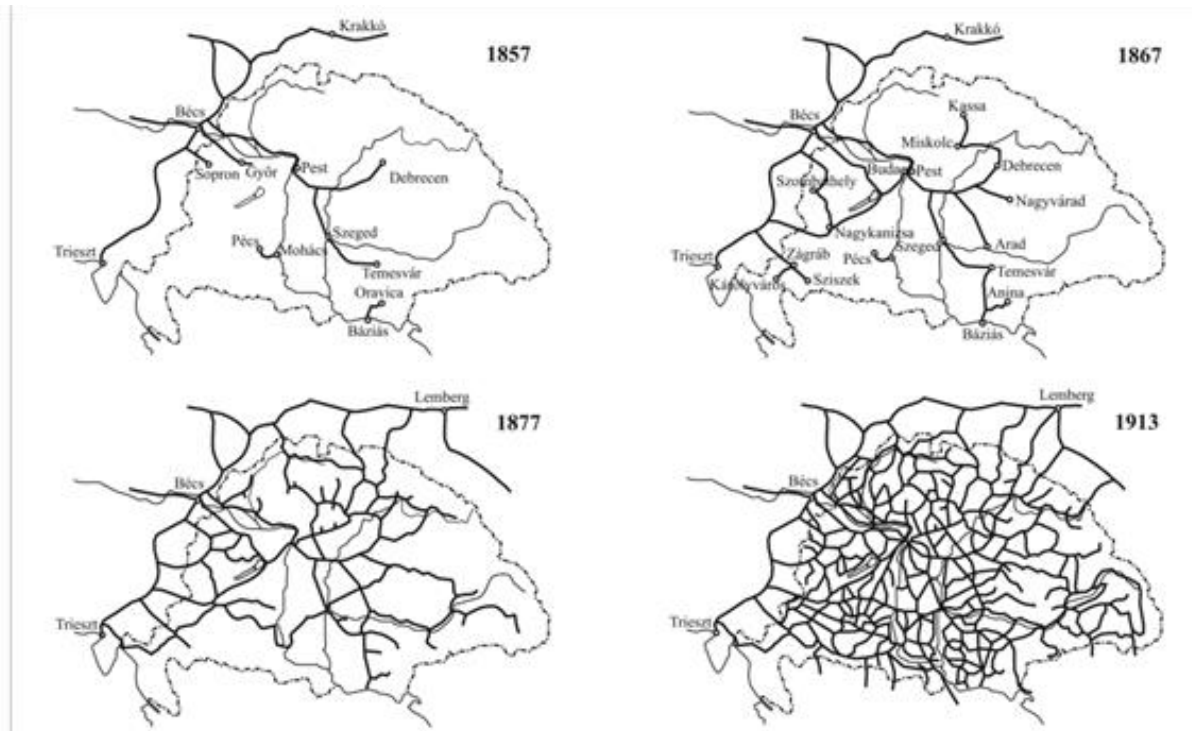 Krakkó
1857
Bécs
Sopron
Győr
Pest
Debrecen
Pécs
Mohács
Szeged
Trieszt
Temesvár
Oravica
Báziás
Krakkó
1867
Kassa
Bécs
Miskolc
Szombathely
Buda
Pest
Debrecen
Nagyvárad
Nagykanizsa
Szeged
Arad
Trieszt
Zágráb
Pécs
Temesvár
Károlyváros
Sziszek
Anina
Báziás
Lemberg
1877
Bécs
Trieszt
Lemberg
1913
Bécs
Trieszt